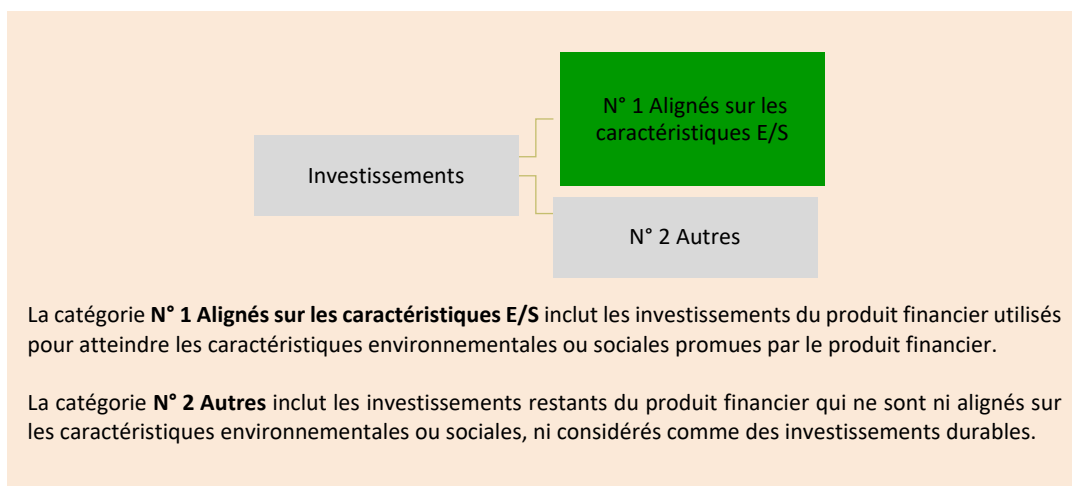 N° 1 Alignés sur les
caractéristiques E/S
Investissements
N° 2 Autres
La catégorie N° 1 Alignés sur les caractéristiques E/S inclut les investissements du produit financier utilisés
pour atteindre les caractéristiques environnementales ou sociales promues par le produit financier.
La catégorie N° 2 Autres inclut les investissements restants du produit financier qui ne sont ni alignés sur
les caractéristiques environnementales ou sociales, ni considérés comme des investissements durables.